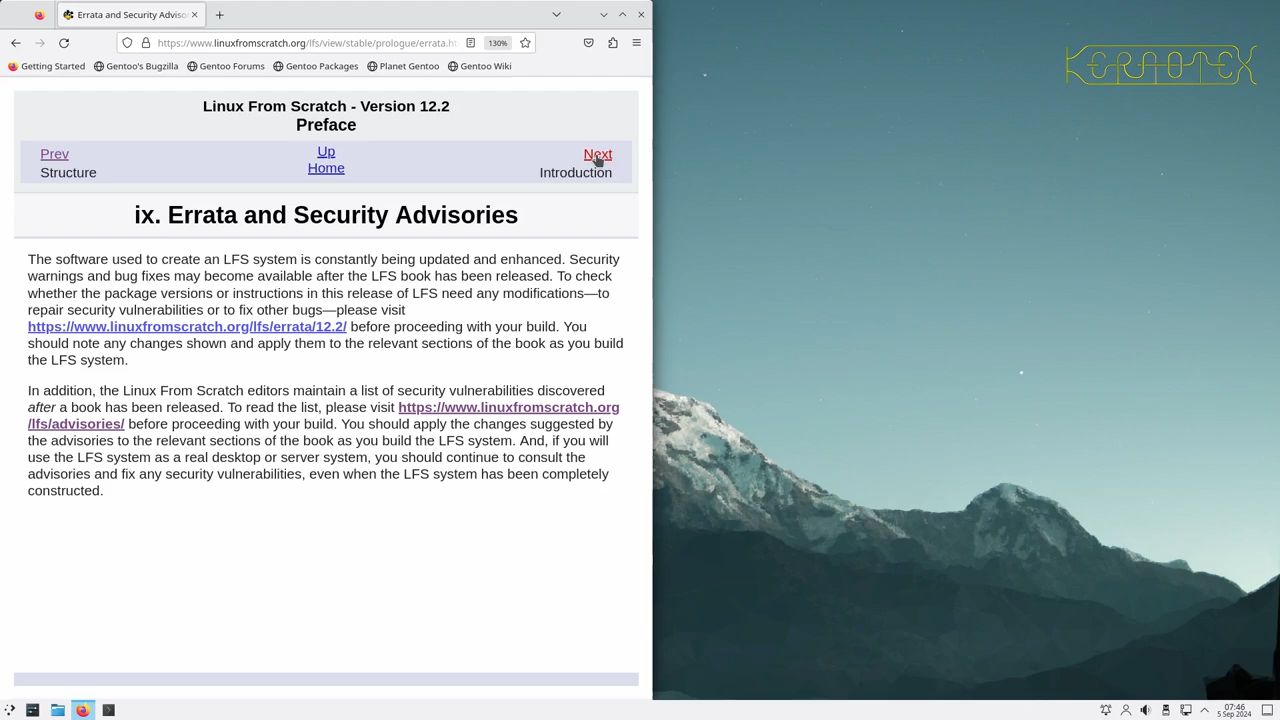 Errata and Security Adviso
https://www.linuxfromscratch.org/lfs/view/stable/prologue/errata.ht
130%
Getting Started
Gentoo's Bugzilla
Gentoo Forums
Gentoo Packages
Planet Gentoo
Gentoo Wiki
KERAOTEX
Linux From Scratch - Version 12.2
Preface
Prev
Up
Next
Structure
Home
Introduction
ix. Errata and Security Advisories
The software used to create an LFS system is constantly being updated and enhanced. Security
warnings and bug fixes may become available after the LFS book has been released. To check
whether the package versions or instructions in this release of LFS need any modifications—to
repair security vulnerabilities or to fix other bugs—please visit
https://www.linuxfromscratch.org/lfs/errata/12.2/ before proceeding with your build. You
should note any changes shown and apply them to the relevant sections of the book as you build
the LFS system.
In addition, the Linux From Scratch editors maintain a list of security vulnerabilities discovered
after a book has been released. To read the list, please visit https://www.linuxfromscratch.org
/lfs/advisories/ before proceeding with your build. You should apply the changes suggested by
the advisories to the relevant sections of the book as you build the LFS system. And, if you will
use the LFS system as a real desktop or server system, you should continue to consult the
advisories and fix any security vulnerabilities, even when the LFS system has been completely
constructed.
07:46
5 Sep 2024